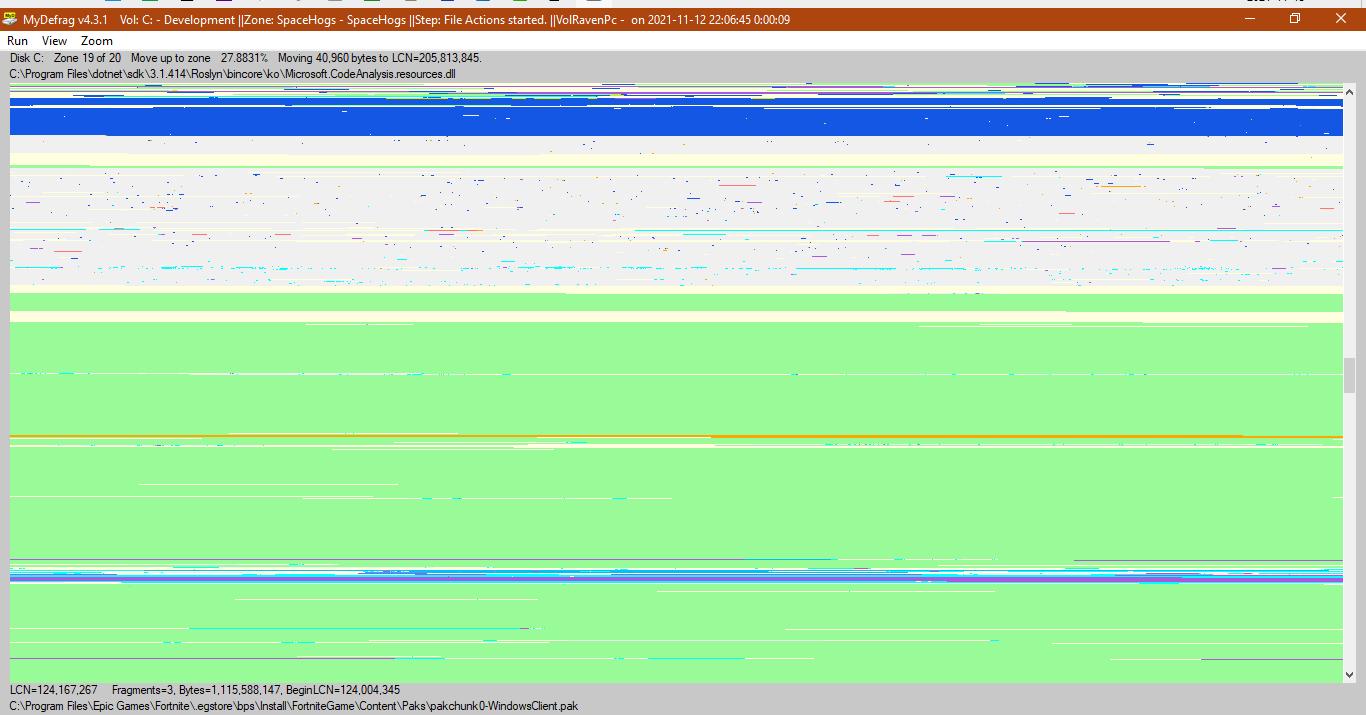 MyDefrag v4.3.1 Vol: C: - Development ||Zone: SpaceHogs - SpaceHogs ||Step: File Actions started. ||VolRavenPc - on 2021-11-12 22:06:45 0:00:09
Run View Zoom
Disk C: Zone 19 of 20 Move up to zone 27.8831% Moving 40,960 bytes to LCN=205,813,845.
C:\Program Files\dotnet\sdk\3.1.414\Roslyn\bincore\ko\Microsoft.CodeAnalysis.resources.dll
LCN=124,167,267 Fragments=3, Bytes=1,115,588,147, BeginLCN=124,004,345
C:\Program Files\Epic Games\Fortnite\.egstore\bps\Install\FortniteGame\Content\Paks\pakchunk0-WindowsClient.pak